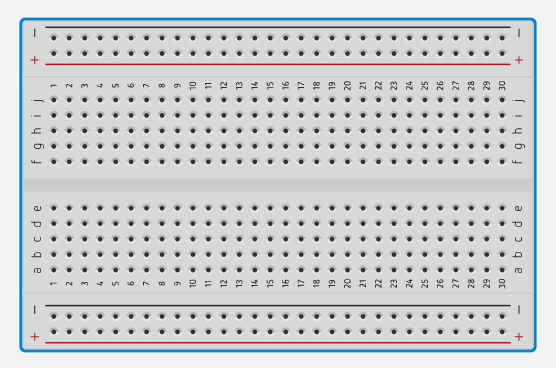 − −
+ +
1 2 3 4 5 6 7 8 9 10 11 12 13 14 15 16 17 18 19 20 21 22 23 24 25 26 27 28 29 30
j j
i i
h h
g g
f f
e e
d d
c c
b b
a a
1 2 3 4 5 6 7 8 9 10 11 12 13 14 15 16 17 18 19 20 21 22 23 24 25 26 27 28 29 30
− −
+ +